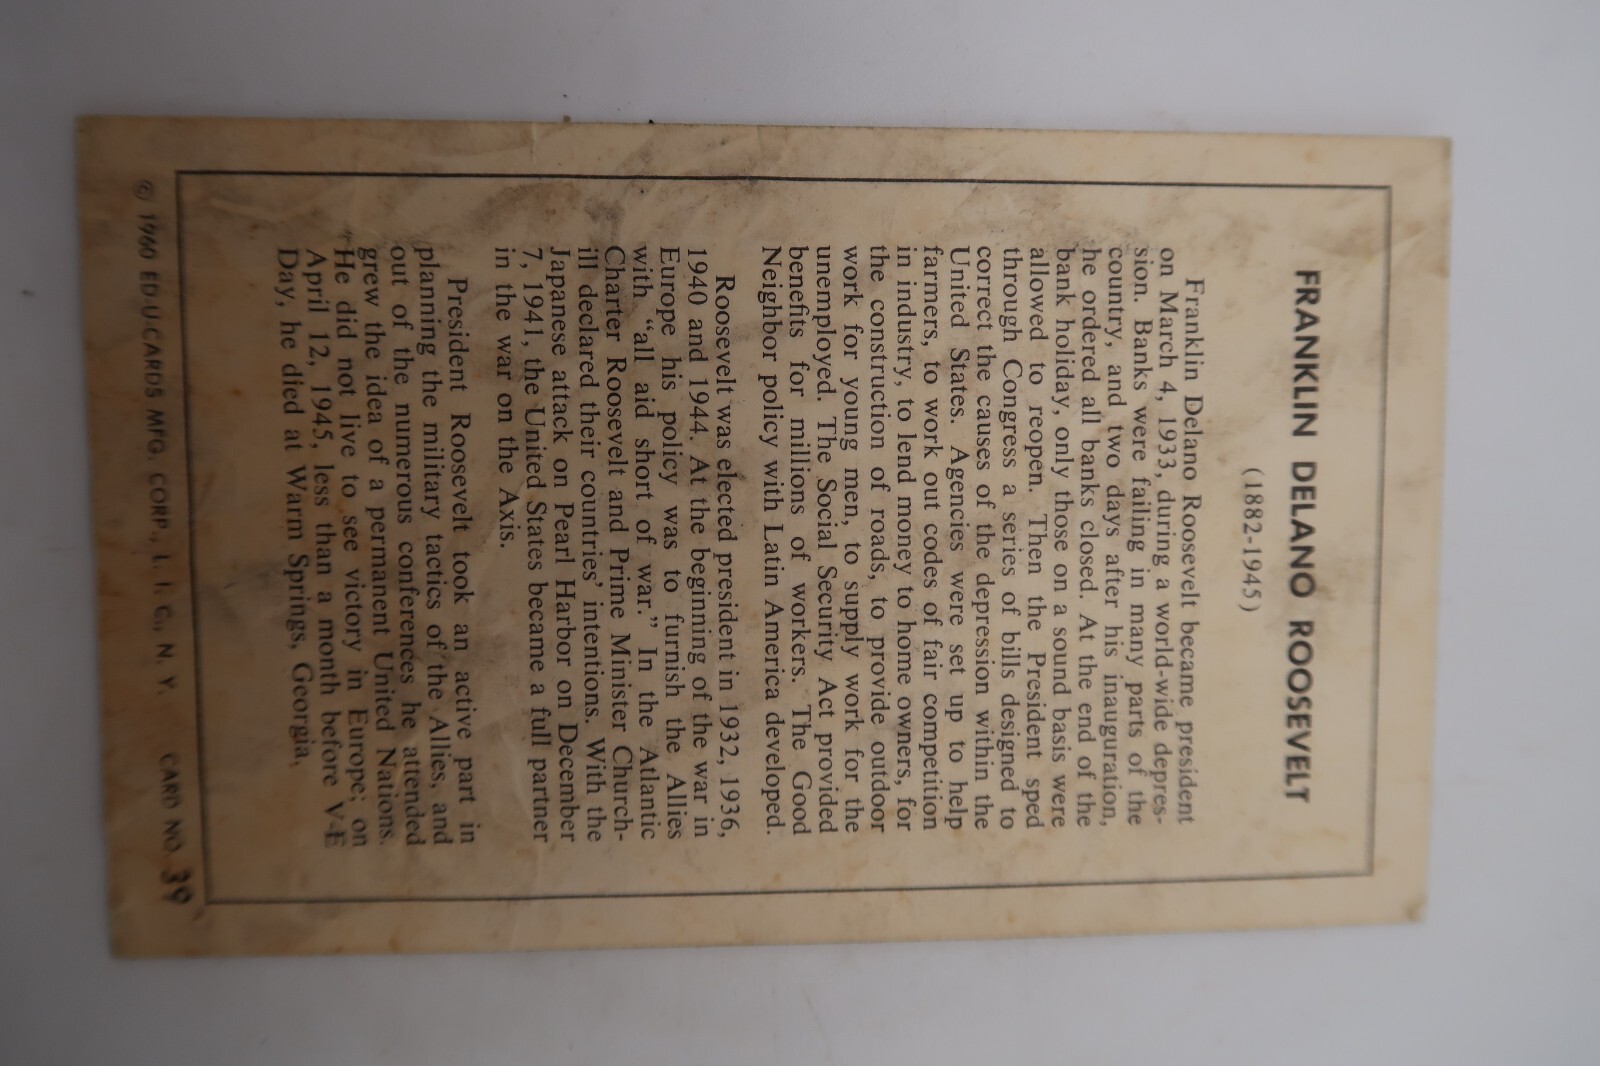 FRANKLIN DELANO ROOSEVELT
(1882-1945)
Franklin Delano Roosevelt became president
on March 4, 1933, during a world-wide depres-
sion. Banks were failing in many parts of the
country, and two days after his inauguration,
he ordered all banks closed. At the end of the
bank holiday, only those on a sound basis were
allowed to reopen. Then the President sped
through Congress a series of bills designed to
correct the causes of the depression within the
United States. Agencies were set up to help
farmers, to work out codes of fair competition
in industry, to lend money to home owners, for
the construction of roads, to provide outdoor
work for young men, to supply work for the
unemployed. The Social Security Act provided
benefits for millions of workers. The Good
Neighbor policy with Latin America developed.
Roosevelt was elected president in 1932, 1936,
1940 and 1944. At the beginning of the war in
Europe his policy was to furnish the Allies
with “all aid short of war.” In the Atlantic
Charter Roosevelt and Prime Minister Church-
ill declared their countries’ intentions. With the
Japanese attack on Pearl Harbor on December
7, 1941, the United States became a full partner
in the war on the Axis.
President Roosevelt took an active part in
planning the military tactics of the Allies, and
out of the numerous conferences he attended
grew the idea of a permanent United Nations.
He did not live to see victory in Europe; on
April 12, 1945, less than a month before V-E
Day, he died at Warm Springs, Georgia.
© 1960 ED-U-CARDS MFG. CORP., L. I. C., N. Y. CARD NO. 39